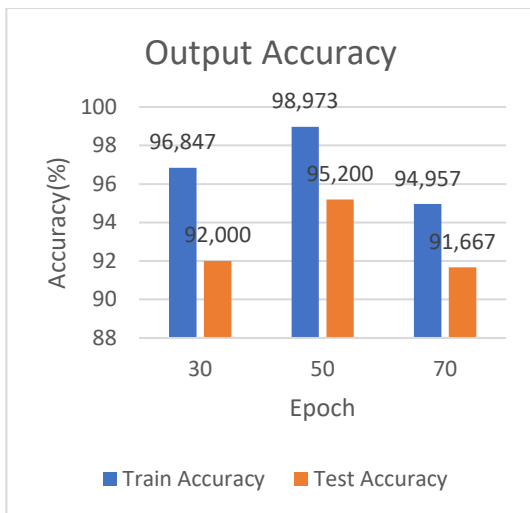 Output Accuracy
100
98
96
94
92
90
88
Accuracy(%)
96,847
98,973
94,957
92,000
95,200
91,667
30 50 70
Epoch
Train Accuracy Test Accuracy